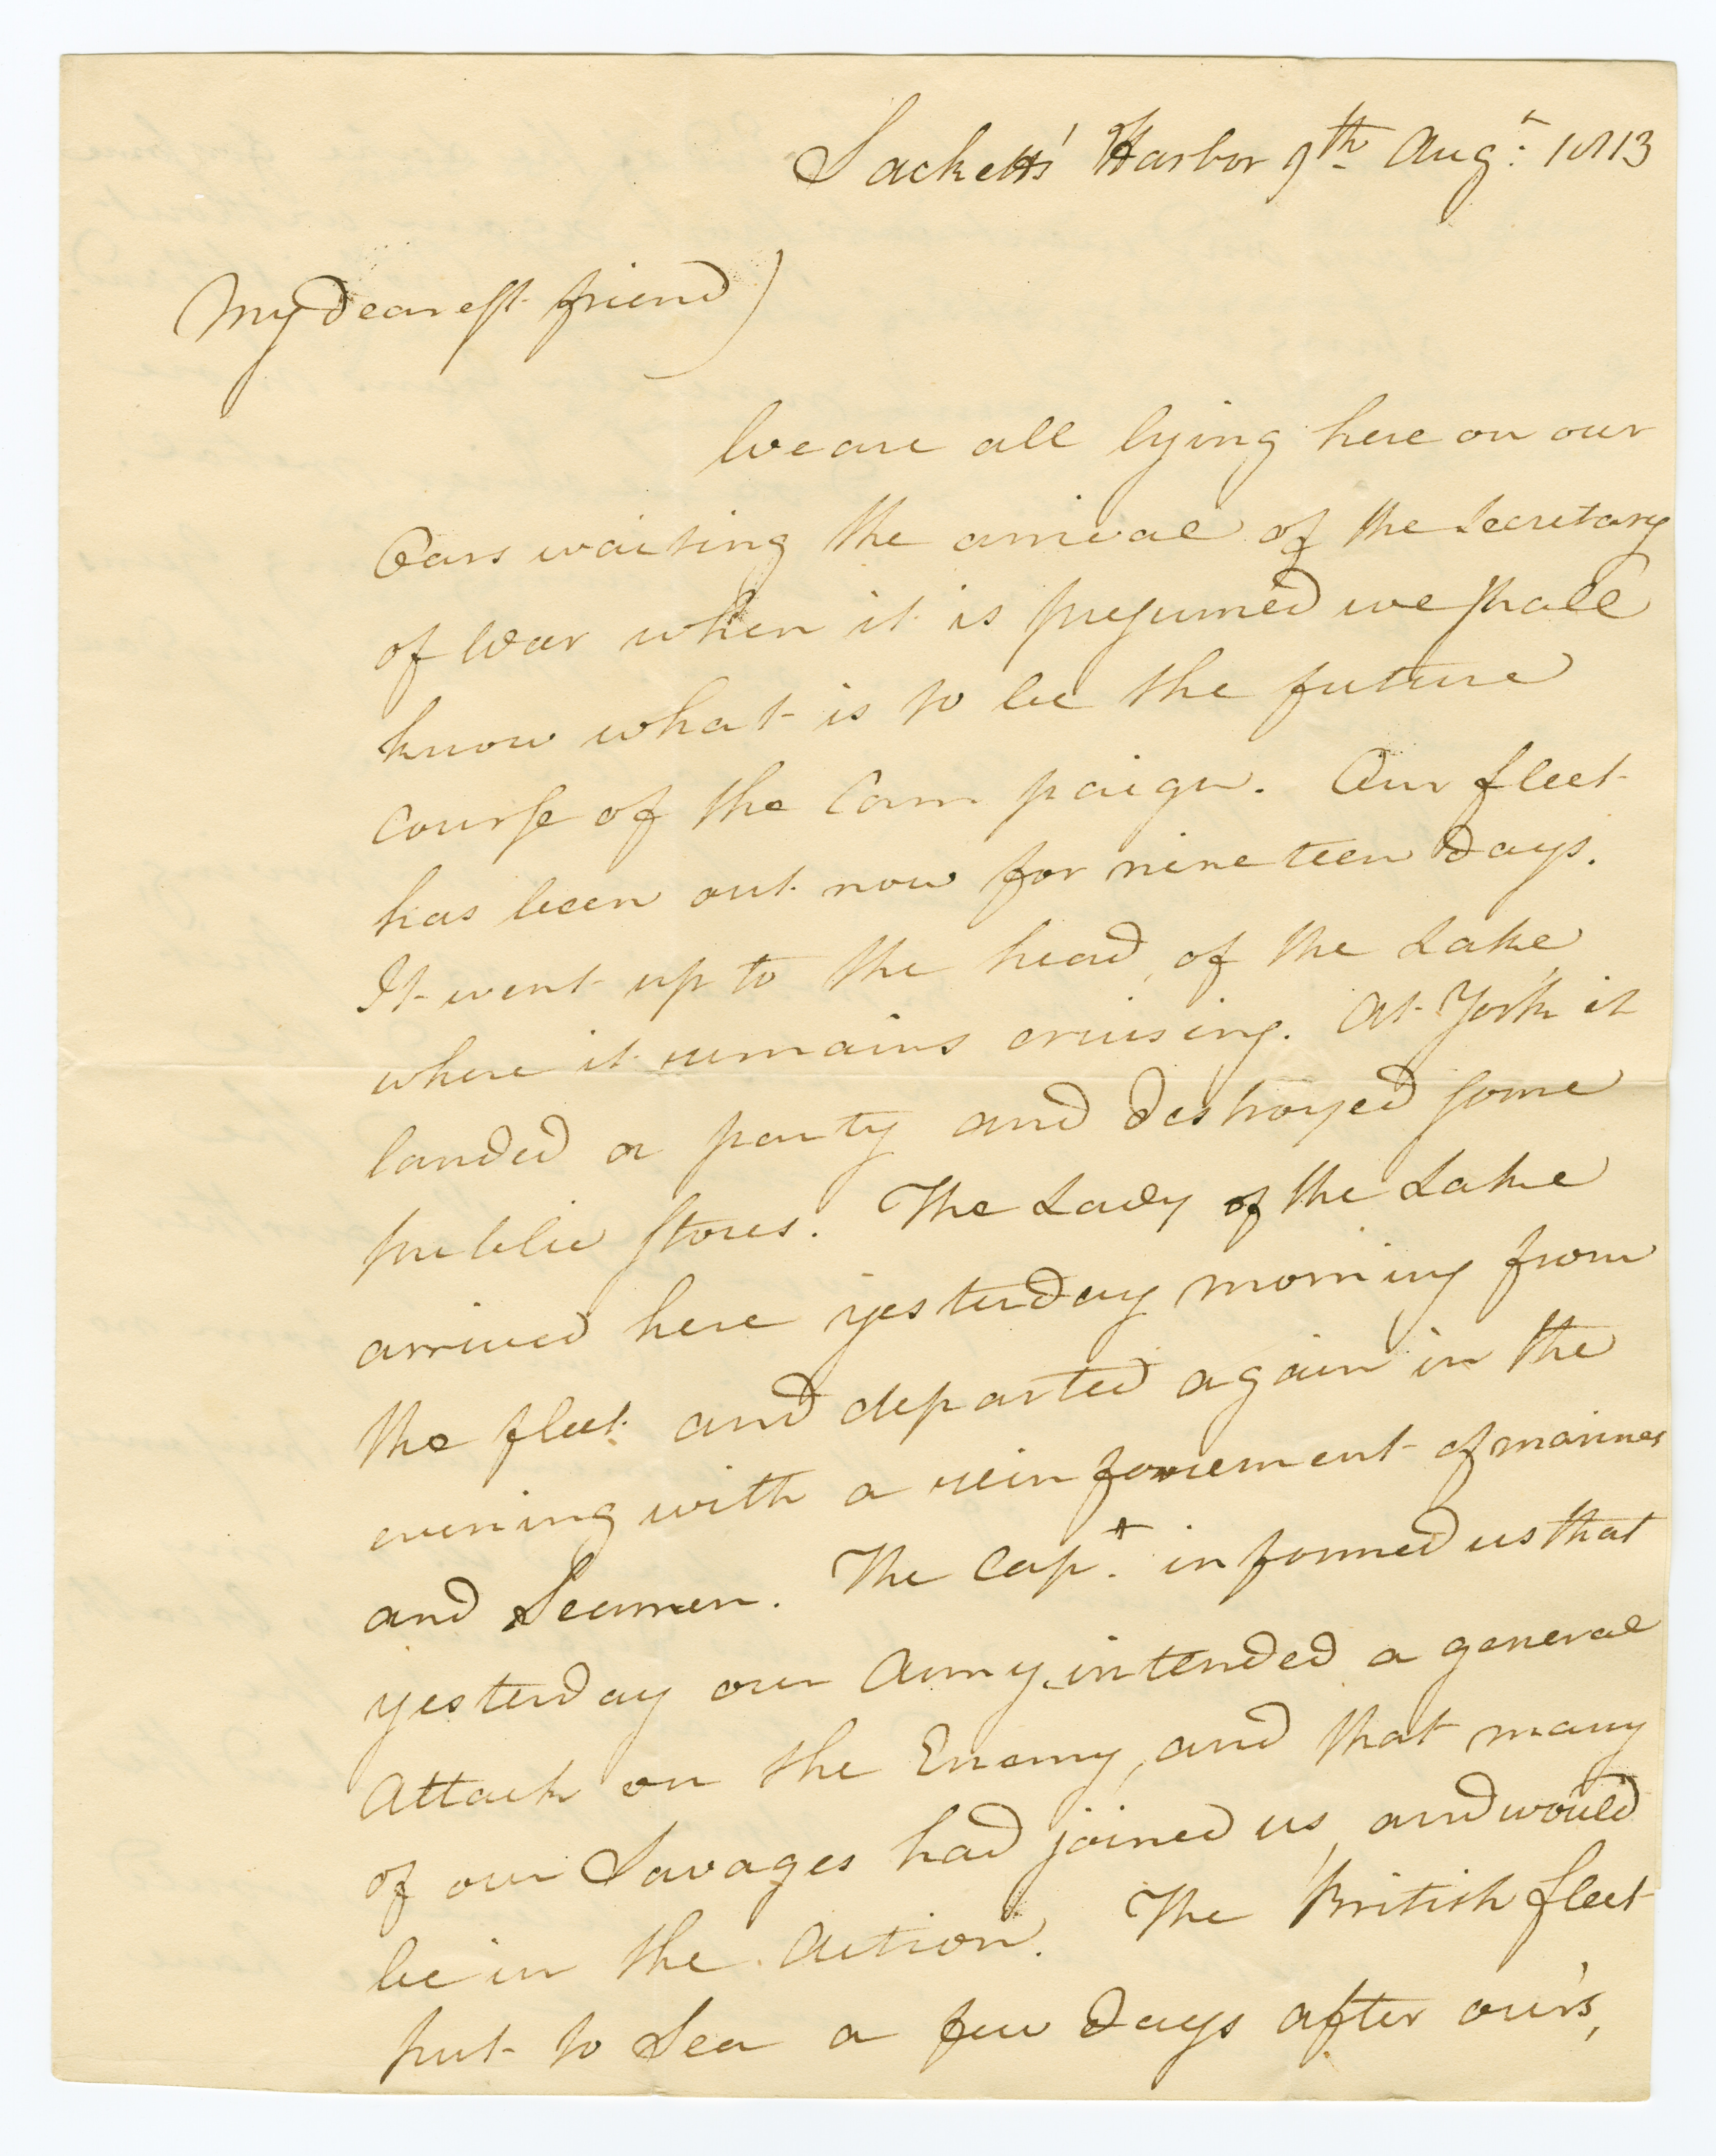 Sacketts' Harbor 9th Augt: 1813
My dearest friend)
We are all lying here on our
Oars waiting the arrival of the Secretary
of War when it is presumed we shall
know what is to be the future
course of the Campaign. Our fleet
has been out now for nineteen days.
It went up to the head, of the Lake
where it remains cruising. At York it
landed a party and destroyed some
public stores. The Lady of the Lake
arrived here yesterday morning from
the fleet and departed again in the
evening with a reinforcement of marines
and Seamen. The Capt. informed us that
yesterday our Army intended a general
Attack on the Enemy, and that many
of our Savages had joined us, and would
be in the Action. The British fleet
put to Sea a few days after our's,